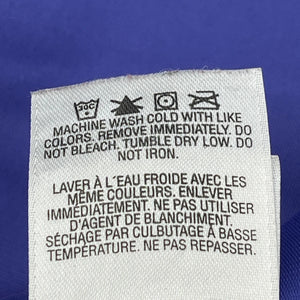 30C
MACHINE WASH COLD WITH LIKE
COLORS. REMOVE IMMEDIATELY. DO
NOT BLEACH. TUMBLE DRY LOW. DO
NOT IRON.
LAVER À L'EAU FROIDE AVEC LES
MÊME COULEURS. ENLEVER
IMMÉDIATEMENT. NE PAS UTILISER
D'AGENT DE BLANCHIMENT.
SÉCHAGE PAR CULBUTAGE À BASSE
TEMPÉRATURE. NE PAS REPASSER.